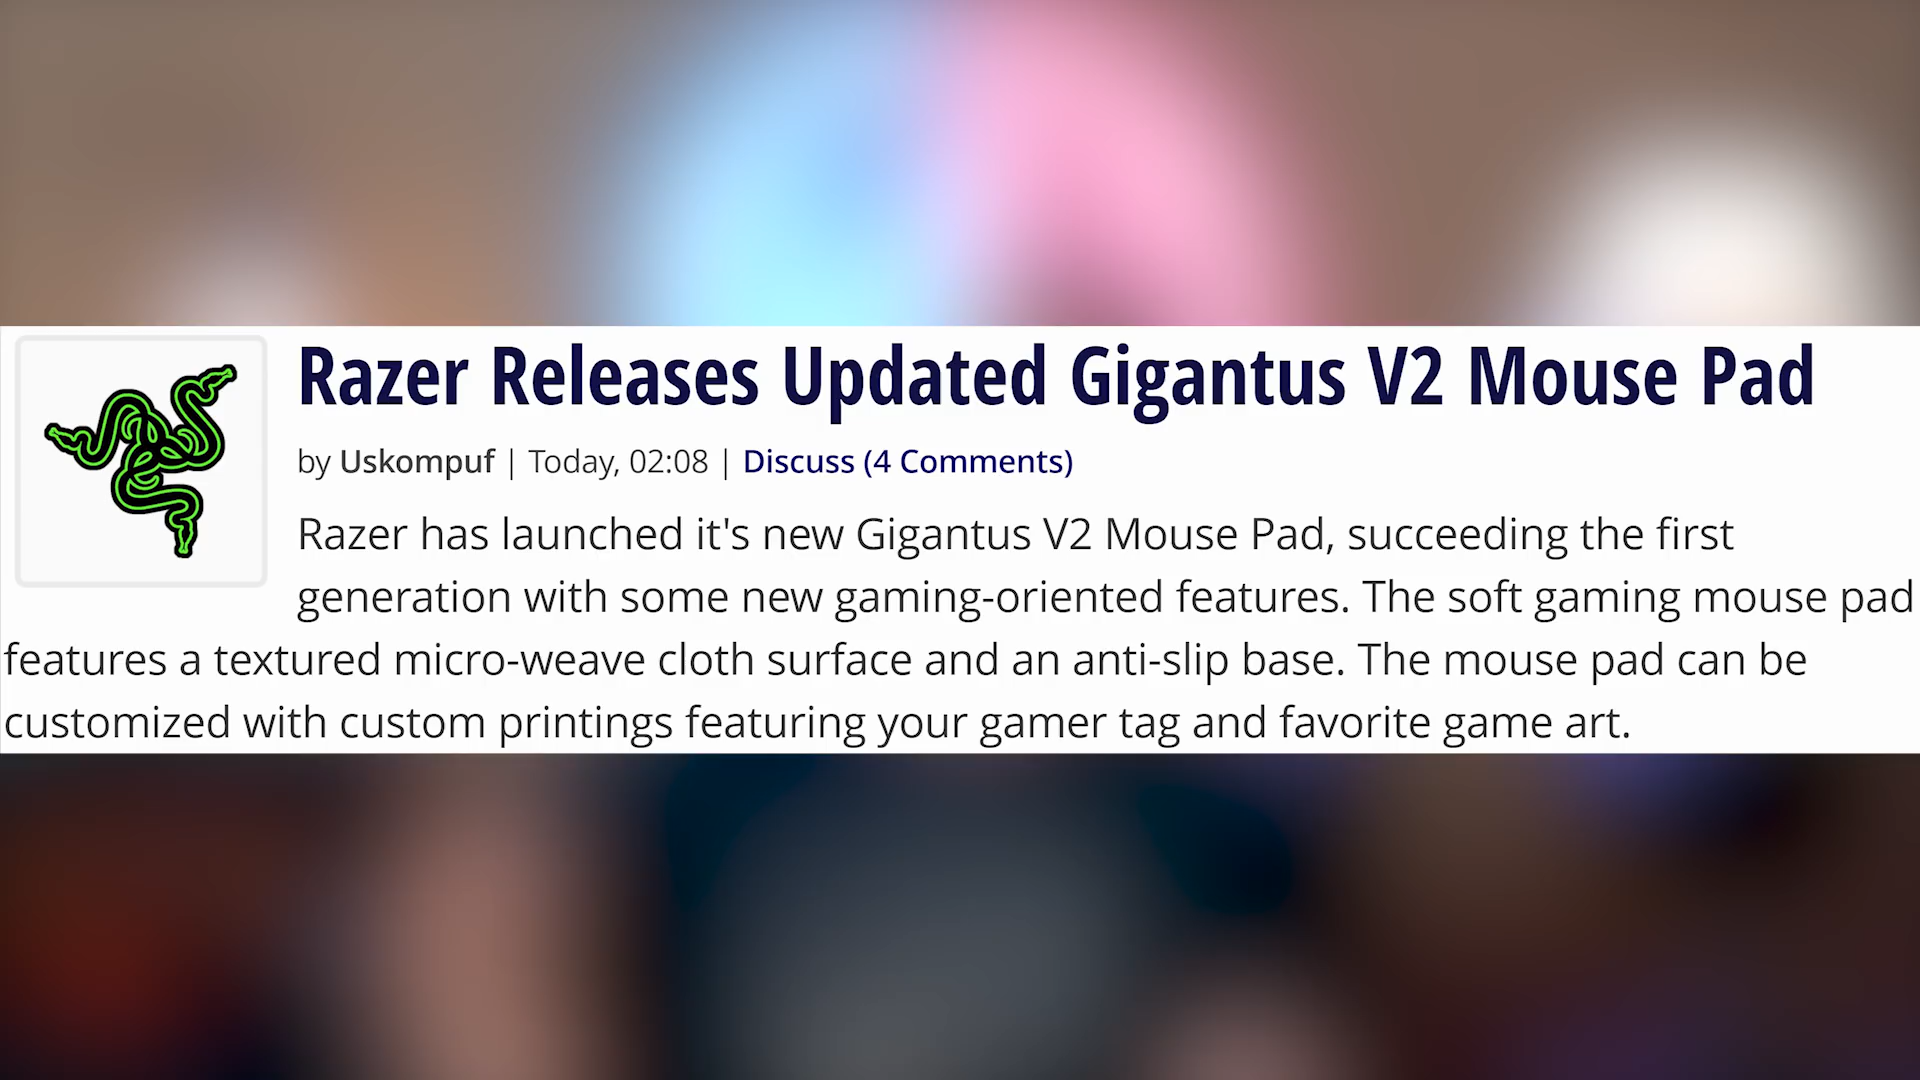 Razer Releases Updated Gigantus V2 Mouse Pad
by Uskompuf | Today, 02:08 | Discuss (4 Comments)
Razer has launched it's new Gigantus V2 Mouse Pad, succeeding the first
generation with some new gaming-oriented features. The soft gaming mouse pad
features a textured micro-weave cloth surface and an anti-slip base. The mouse pad can be
customized with custom printings featuring your gamer tag and favorite game art.